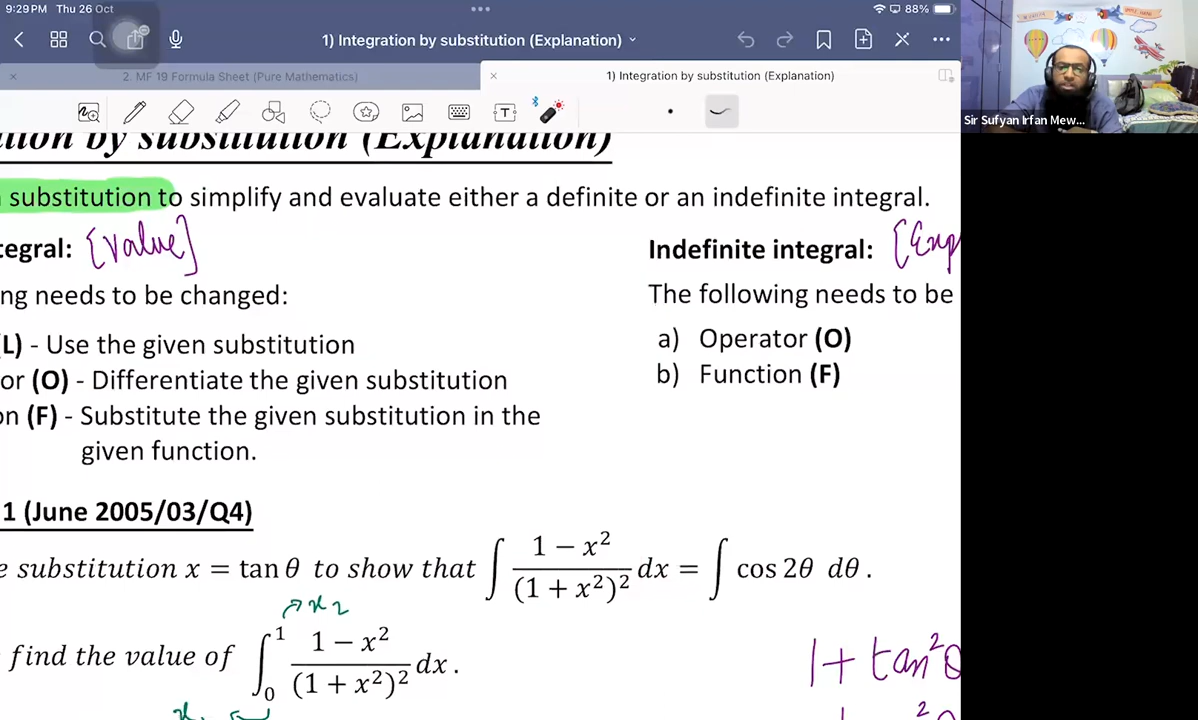 9:29 PM Thu 26 Oct
88%
1) Integration by substitution (Explanation)
2. MF 19 Formula Sheet (Pure Mathematics)
1) Integration by substitution (Explanation)
Sir Sufyan Irfan Mew...
by substitution (Explanation)
substitution to simplify and evaluate either a definite or an indefinite integral.
tegral: [Value]
Indefinite integral: [Exp
ng needs to be changed:
The following needs to be
L) - Use the given substitution
a) Operator (O)
or (O) - Differentiate the given substitution
b) Function (F)
on (F) - Substitute the given substitution in the
given function.
1 (June 2005/03/Q4)
e substitution x = tan θ to show that ∫ (1 − x²)/(1 + x²)² dx = ∫ cos 2θ dθ .
x₂
find the value of ∫₀¹ (1 − x²)/(1 + x²)² dx .
1 + tan²θ